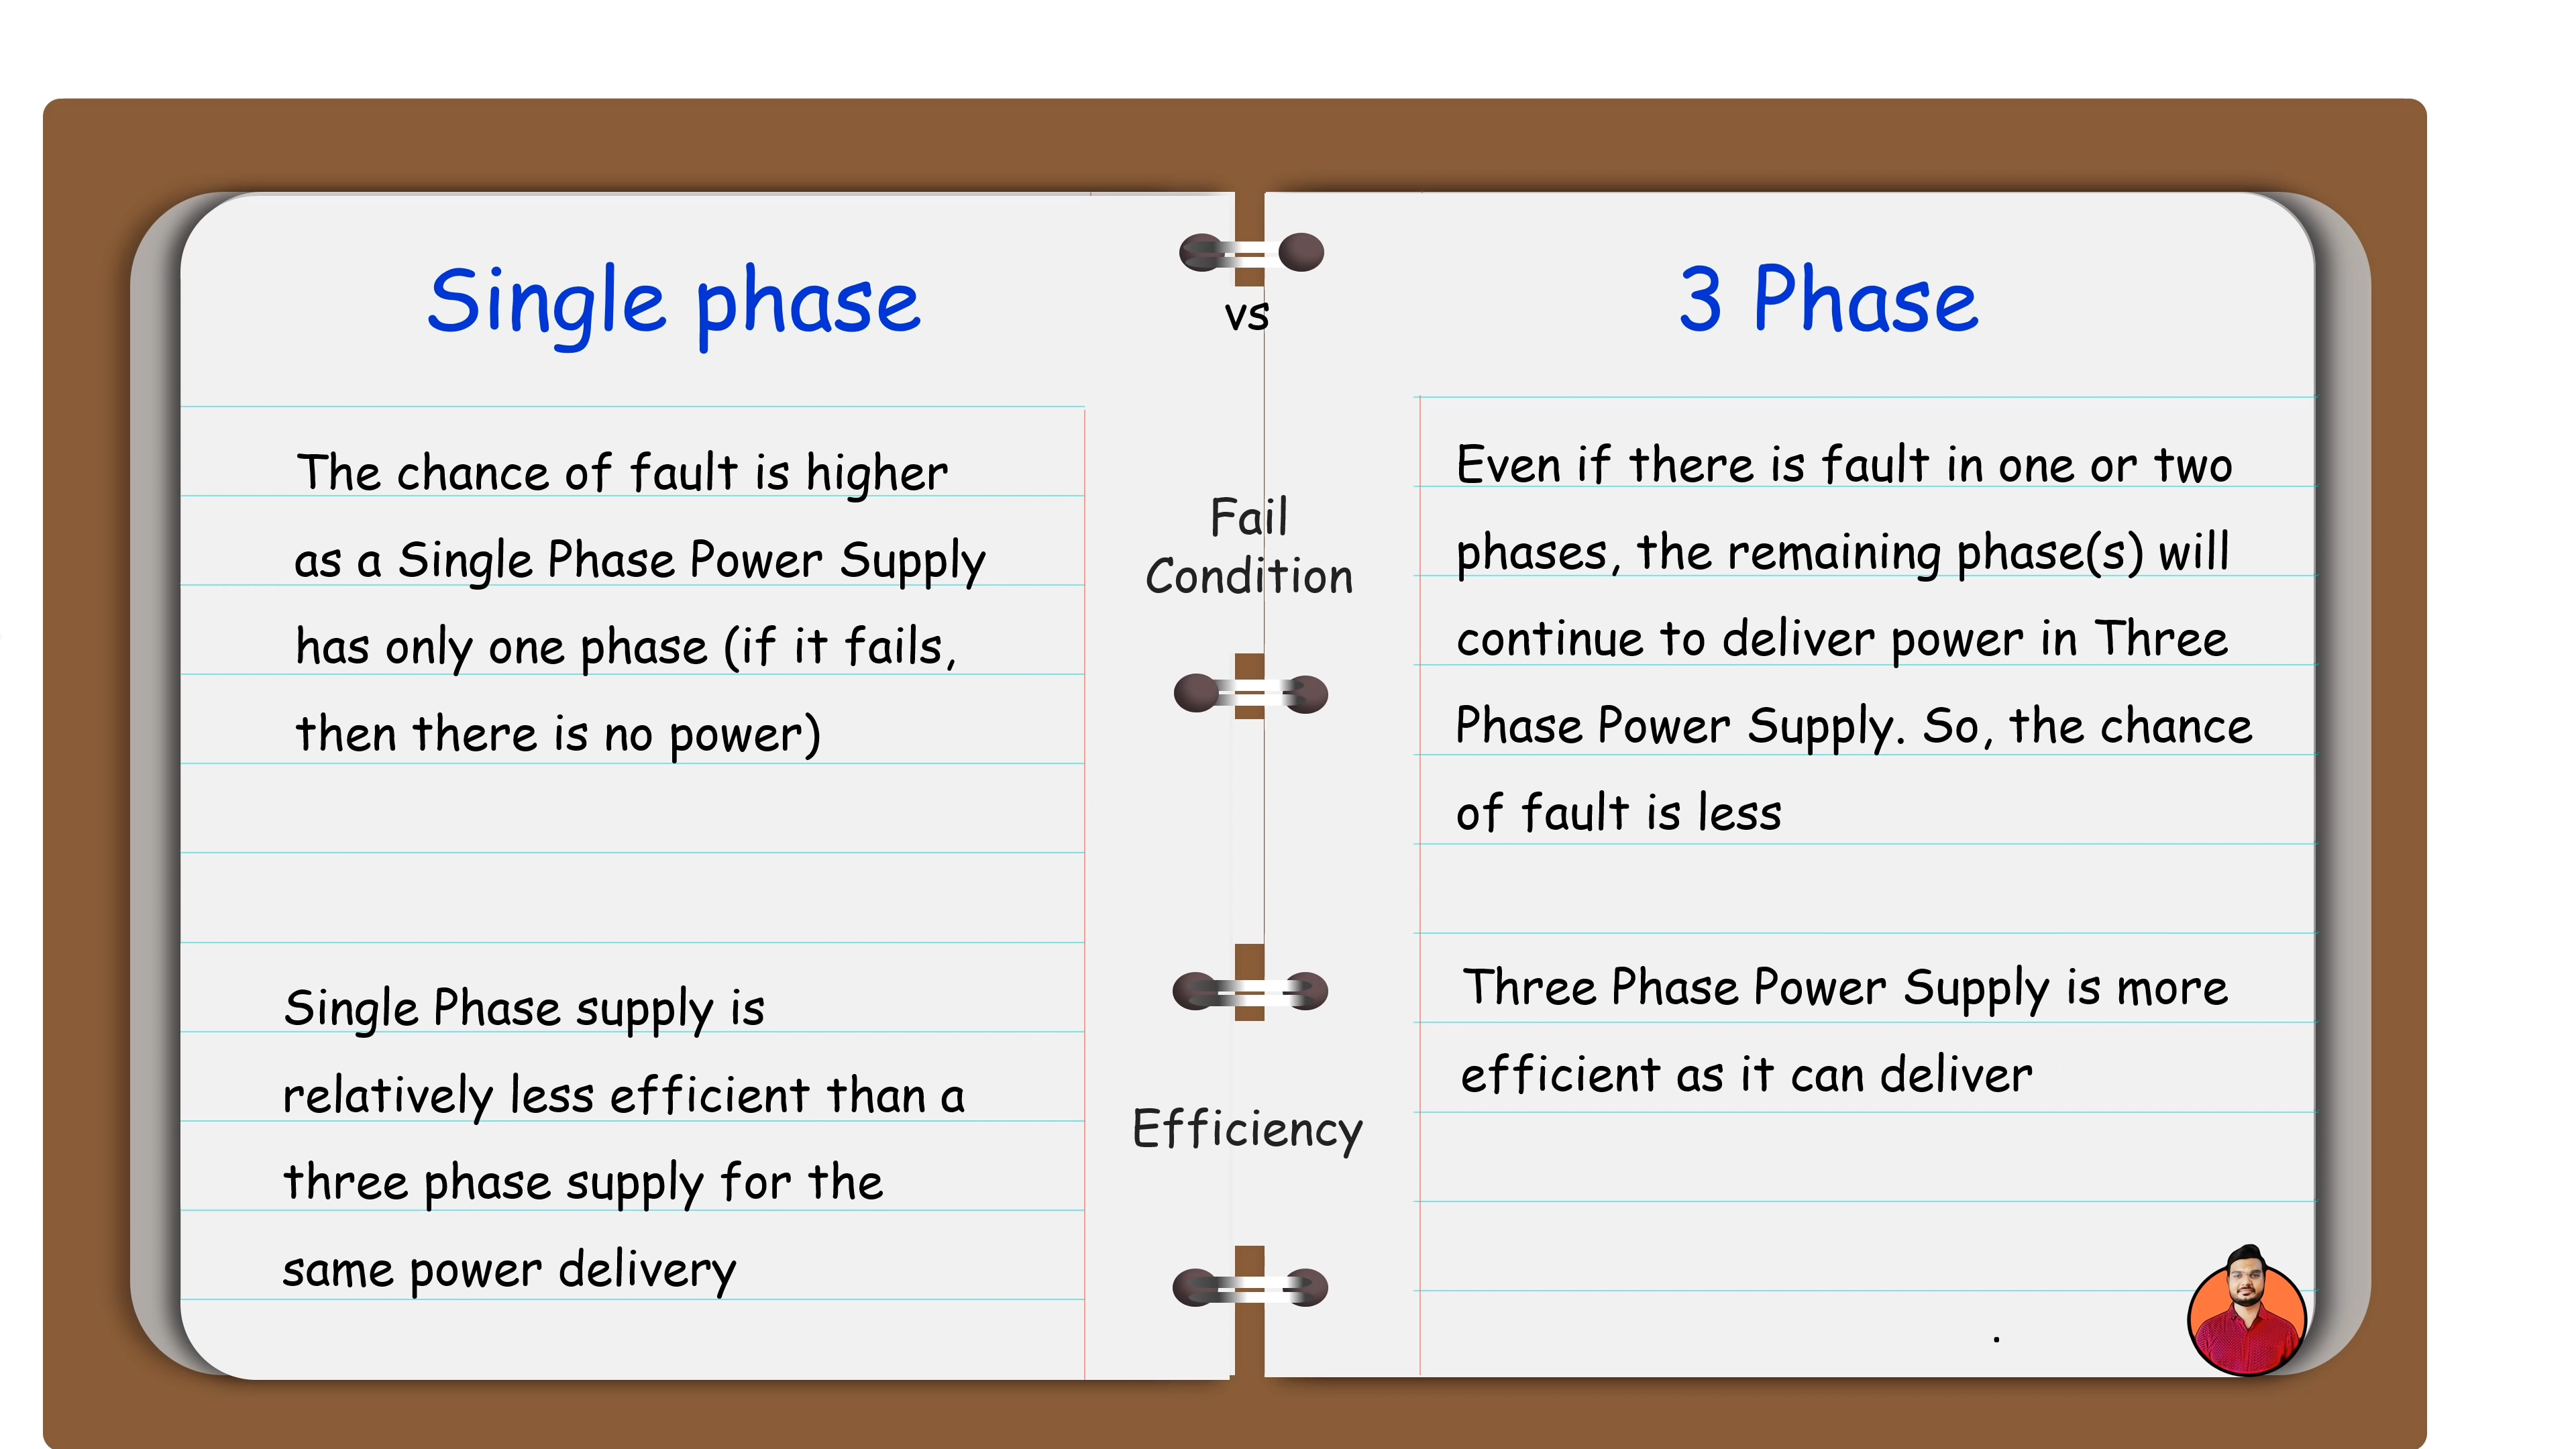 Single phase
vs
3 Phase
The chance of fault is higher
as a Single Phase Power Supply
has only one phase (if it fails,
then there is no power)
Fail
Condition
Even if there is fault in one or two
phases, the remaining phase(s) will
continue to deliver power in Three
Phase Power Supply. So, the chance
of fault is less
Single Phase supply is
relatively less efficient than a
three phase supply for the
same power delivery
Efficiency
Three Phase Power Supply is more
efficient as it can deliver
.